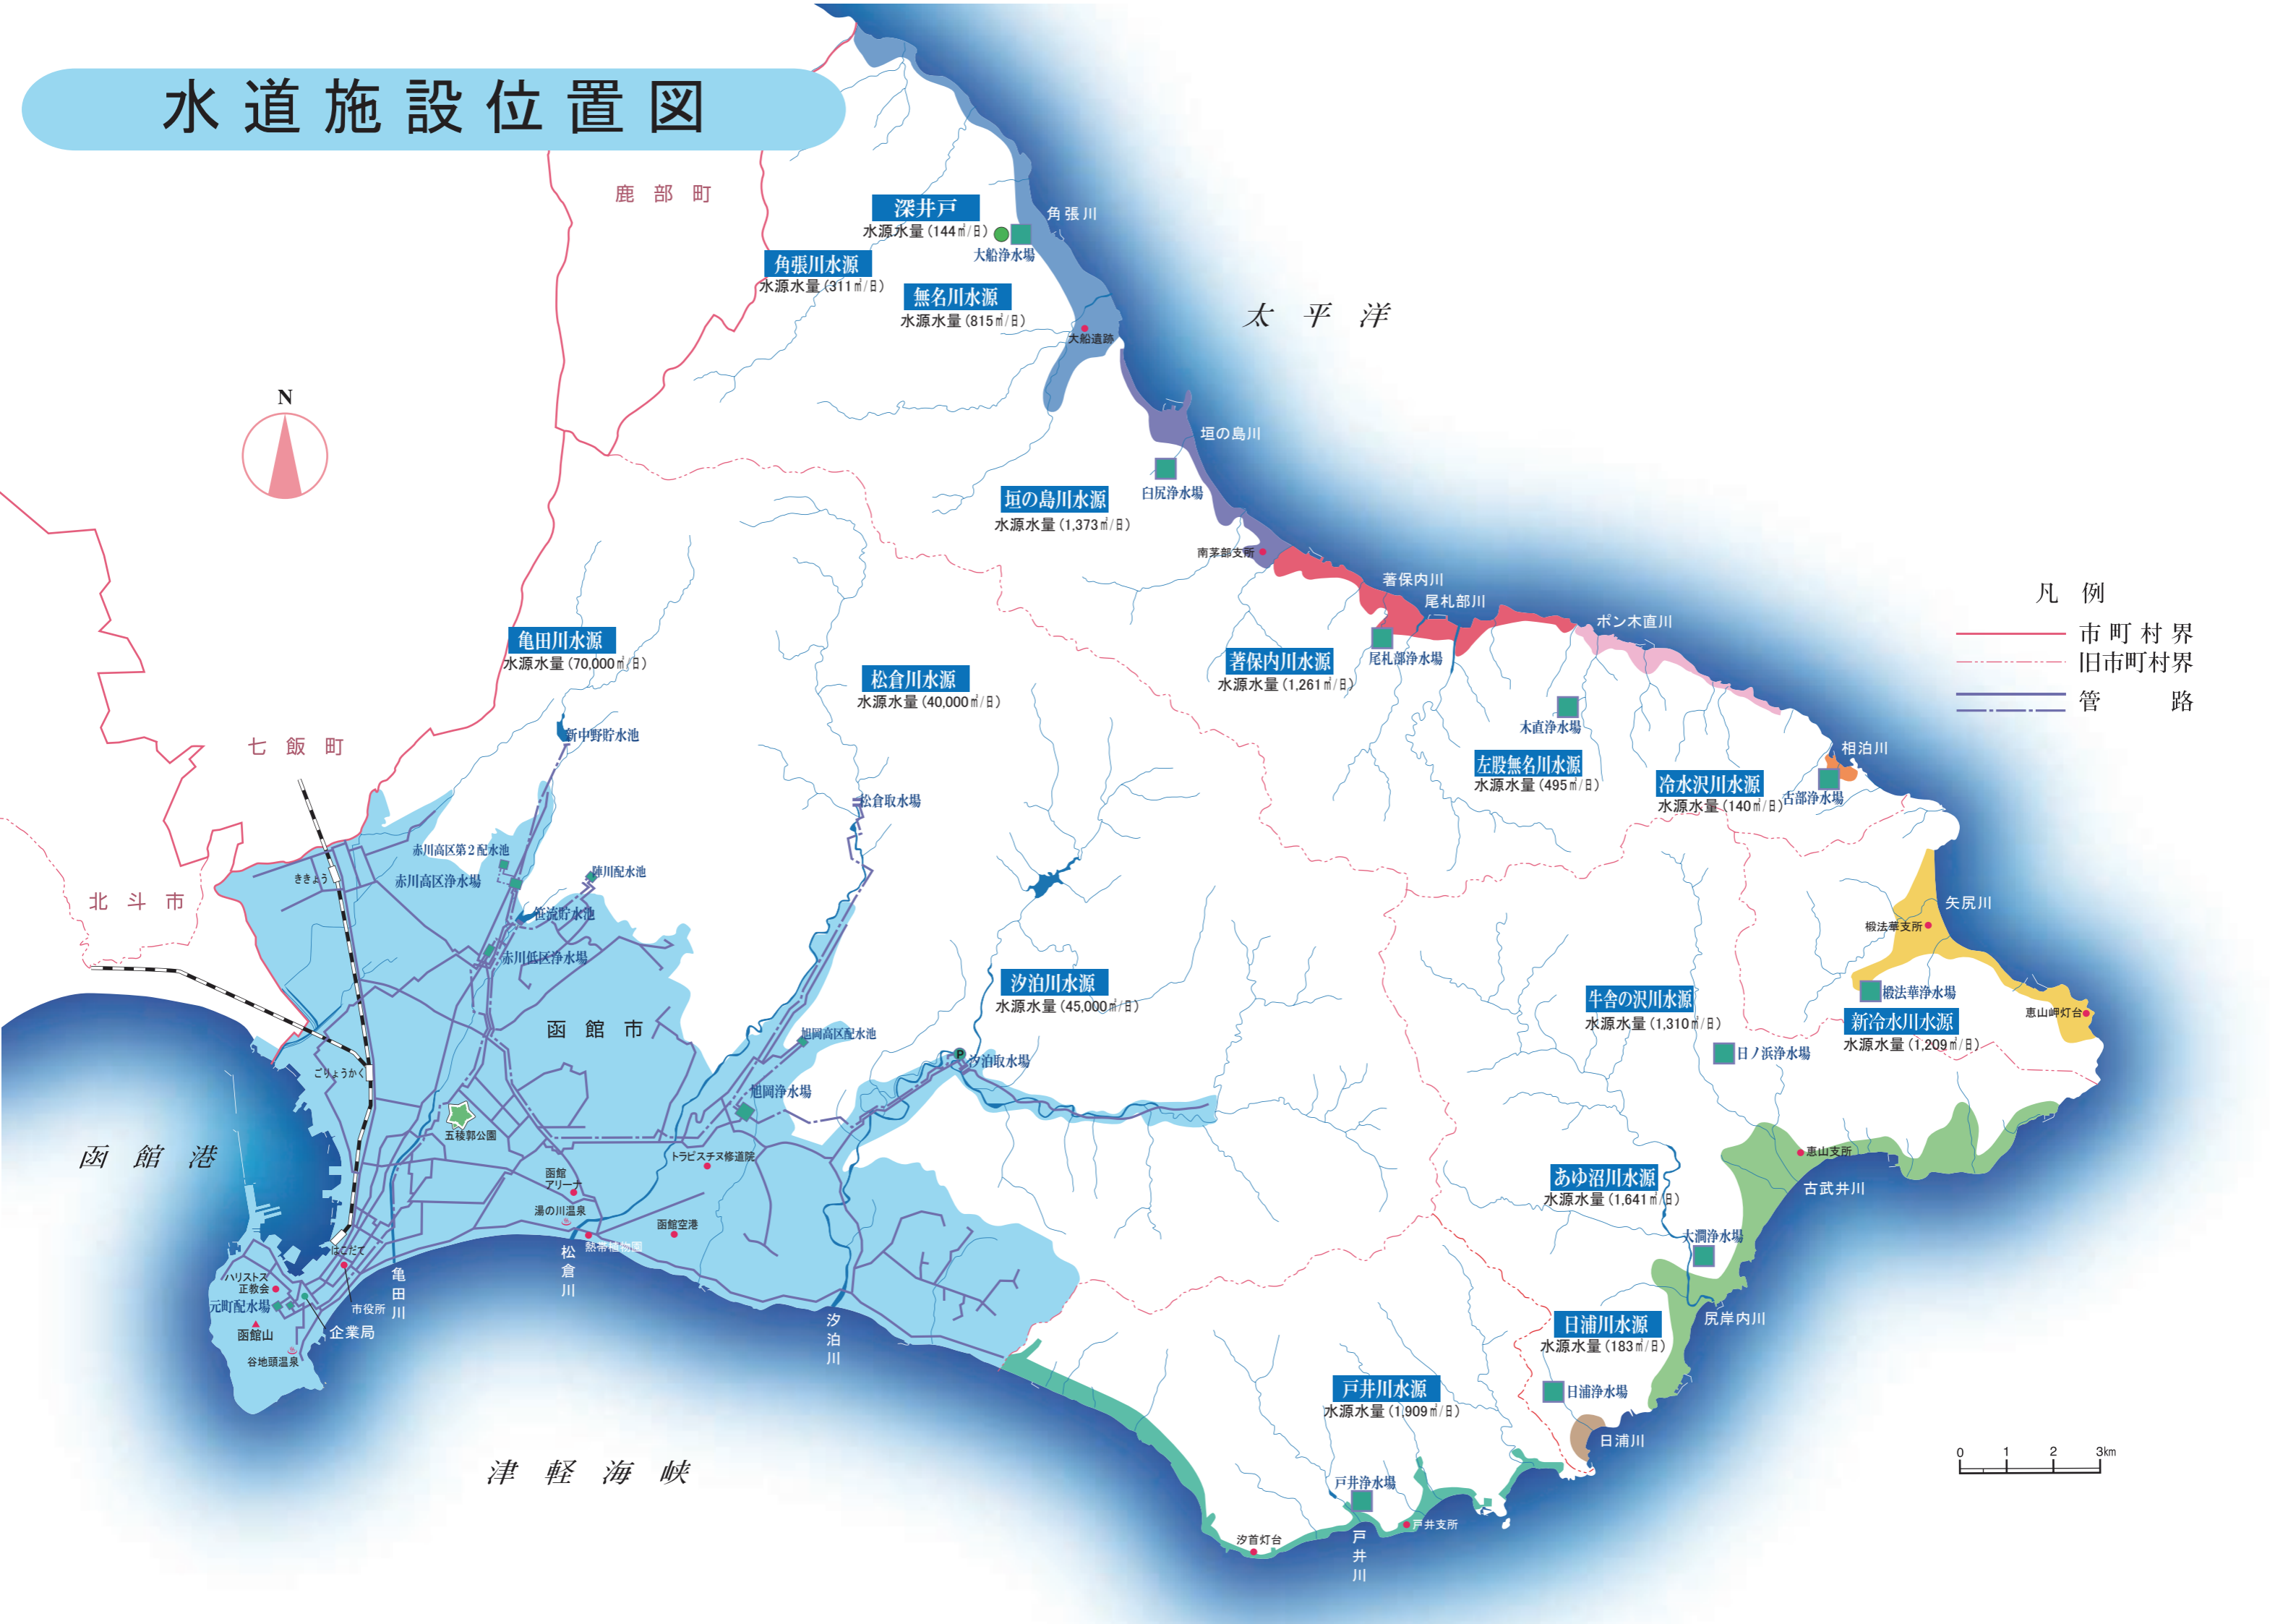 水道施設位置図
鹿部町
深井戸
水源水量(144㎥/日)
大船浄水場
角張川
角張川水源
水源水量(311㎥/日)
無名川水源
水源水量(815㎥/日)
大船遺跡
太平洋
N
垣の島川
臼尻浄水場
垣の島川水源
水源水量(1,373㎥/日)
南茅部支所
著保内川
尾札部川
ポン木直川
凡例
市町村界
旧市町村界
管路
亀田川水源
水源水量(70,000㎥/日)
松倉川水源
水源水量(40,000㎥/日)
著保内川水源
水源水量(1,261㎥/日)
尾札部浄水場
木直浄水場
左股無名川水源
水源水量(495㎥/日)
冷水沢川水源
水源水量(140㎥/日)
相泊川
古部浄水場
七飯町
新中野貯水池
松倉取水場
赤川高区第2配水池
赤川高区浄水場
陣川配水池
ききょう
北斗市
笹流貯水池
赤川低区浄水場
矢尻川
椴法華支所
椴法華浄水場
新冷水川水源
水源水量(1,209㎥/日)
恵山岬灯台
汐泊川水源
水源水量(45,000㎥/日)
牛舎の沢川水源
水源水量(1,310㎥/日)
日ノ浜浄水場
函館市
旭岡高区配水池
汐泊取水場
P
旭岡浄水場
ごりょうかく
五稜郭公園
函館港
トラピスチヌ修道院
函館
アリーナ
湯の川温泉
函館空港
熱帯植物園
恵山支所
古武井川
あゆ沼川水源
水源水量(1,641㎥/日)
大澗浄水場
尻岸内川
はこだて
ハリストス
正教会
元町配水場
函館山
谷地頭温泉
市役所
企業局
亀田川
松倉川
汐泊川
日浦川水源
水源水量(183㎥/日)
日浦浄水場
日浦川
戸井川水源
水源水量(1,909㎥/日)
戸井浄水場
戸井支所
汐首灯台
戸井川
津軽海峡
0 1 2 3km